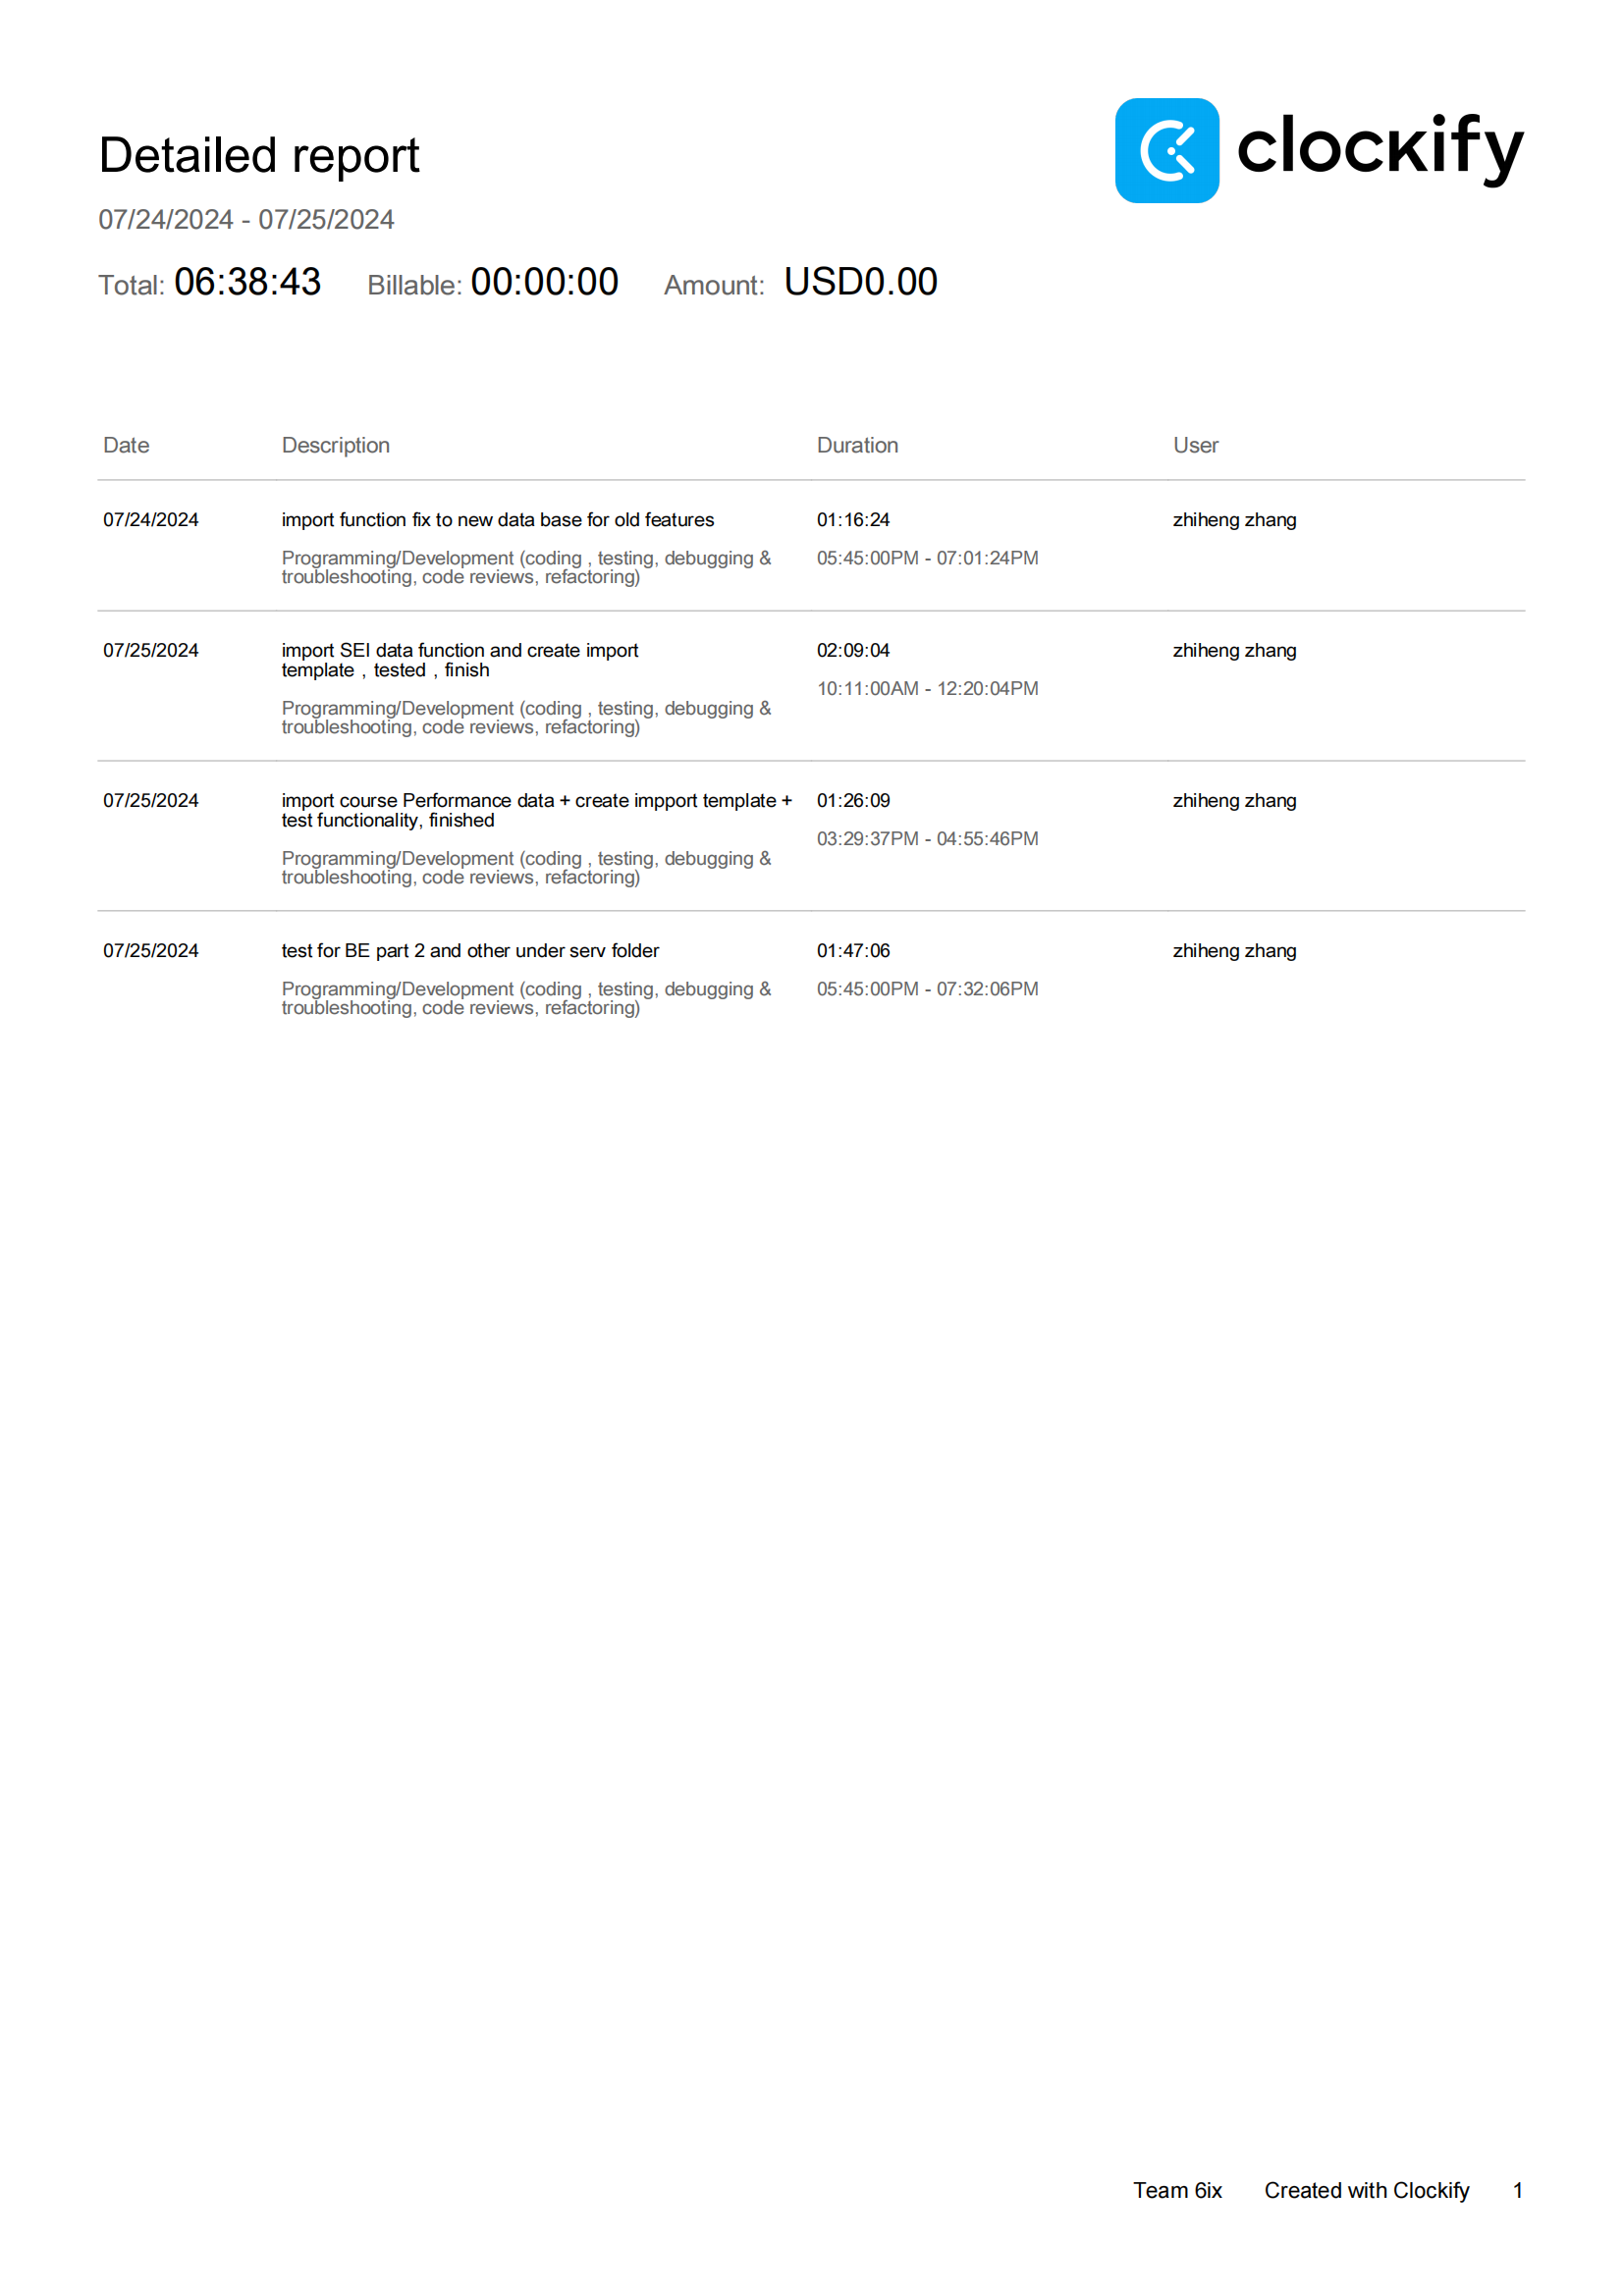 Detailed report
clockify
07/24/2024 - 07/25/2024
Total: 06:38:43 Billable: 00:00:00 Amount: USD0.00
Date Description Duration User
07/24/2024 import function fix to new data base for old features 01:16:24 zhiheng zhang
Programming/Development (coding , testing, debugging & 05:45:00PM - 07:01:24PM
troubleshooting, code reviews, refactoring)
07/25/2024 import SEI data function and create import 02:09:04 zhiheng zhang
template , tested , finish
10:11:00AM - 12:20:04PM
Programming/Development (coding , testing, debugging &
troubleshooting, code reviews, refactoring)
07/25/2024 import course Performance data + create impport template + 01:26:09 zhiheng zhang
test functionality, finished
03:29:37PM - 04:55:46PM
Programming/Development (coding , testing, debugging &
troubleshooting, code reviews, refactoring)
07/25/2024 test for BE part 2 and other under serv folder 01:47:06 zhiheng zhang
Programming/Development (coding , testing, debugging & 05:45:00PM - 07:32:06PM
troubleshooting, code reviews, refactoring)
Team 6ix Created with Clockify 1